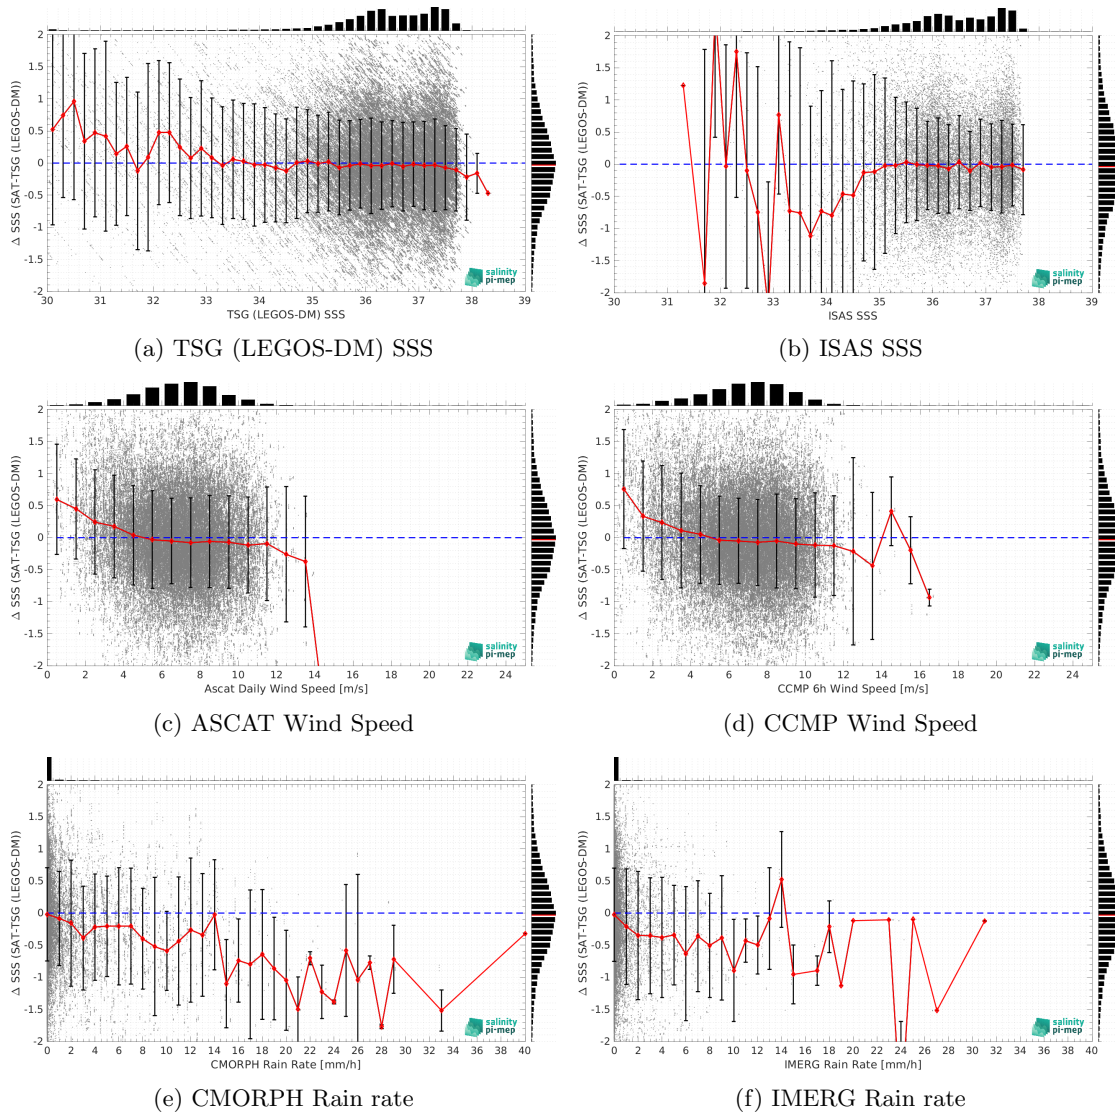 Δ SSS (SAT-TSG (LEGOS-DM))
2
1.5
1
0.5
0
-0.5
-1
-1.5
-2
30 31 32 33 34 35 36 37 38 39
TSG (LEGOS-DM) SSS
salinity
pi-mep
Δ SSS (SAT-TSG (LEGOS-DM))
2
1.5
1
0.5
0
-0.5
-1
-1.5
-2
30 31 32 33 34 35 36 37 38 39
ISAS SSS
salinity
pi-mep
(a) TSG (LEGOS-DM) SSS
(b) ISAS SSS
Δ SSS (SAT-TSG (LEGOS-DM))
2
1.5
1
0.5
0
-0.5
-1
-1.5
-2
0 2 4 6 8 10 12 14 16 18 20 22 24
Ascat Daily Wind Speed [m/s]
salinity
pi-mep
Δ SSS (SAT-TSG (LEGOS-DM))
2
1.5
1
0.5
0
-0.5
-1
-1.5
-2
0 2 4 6 8 10 12 14 16 18 20 22 24
CCMP 6h Wind Speed [m/s]
salinity
pi-mep
(c) ASCAT Wind Speed
(d) CCMP Wind Speed
Δ SSS (SAT-TSG (LEGOS-DM))
2
1.5
1
0.5
0
-0.5
-1
-1.5
-2
0 2 4 6 8 10 12 14 16 18 20 22 24 26 28 30 32 34 36 38 40
CMORPH Rain Rate [mm/h]
salinity
pi-mep
Δ SSS (SAT-TSG (LEGOS-DM))
2
1.5
1
0.5
0
-0.5
-1
-1.5
-2
0 2 4 6 8 10 12 14 16 18 20 22 24 26 28 30 32 34 36 38 40
IMERG Rain Rate [mm/h]
salinity
pi-mep
(e) CMORPH Rain rate
(f) IMERG Rain rate